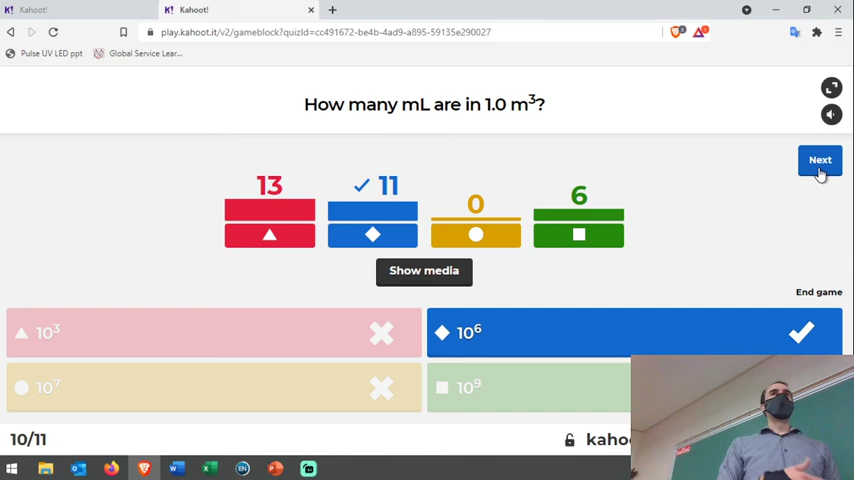 K! Kahoot!
K! Kahoot!
play.kahoot.it/v2/gameblock?quizId=cc491672-be4b-4ad9-a895-59135e290027
Pulse UV LED ppt
Global Service Lear...
How many mL are in 1.0 m³?
Next
13
11
0
6
Show media
End game
10³
10⁶
10⁷
10⁹
10/11
kaho